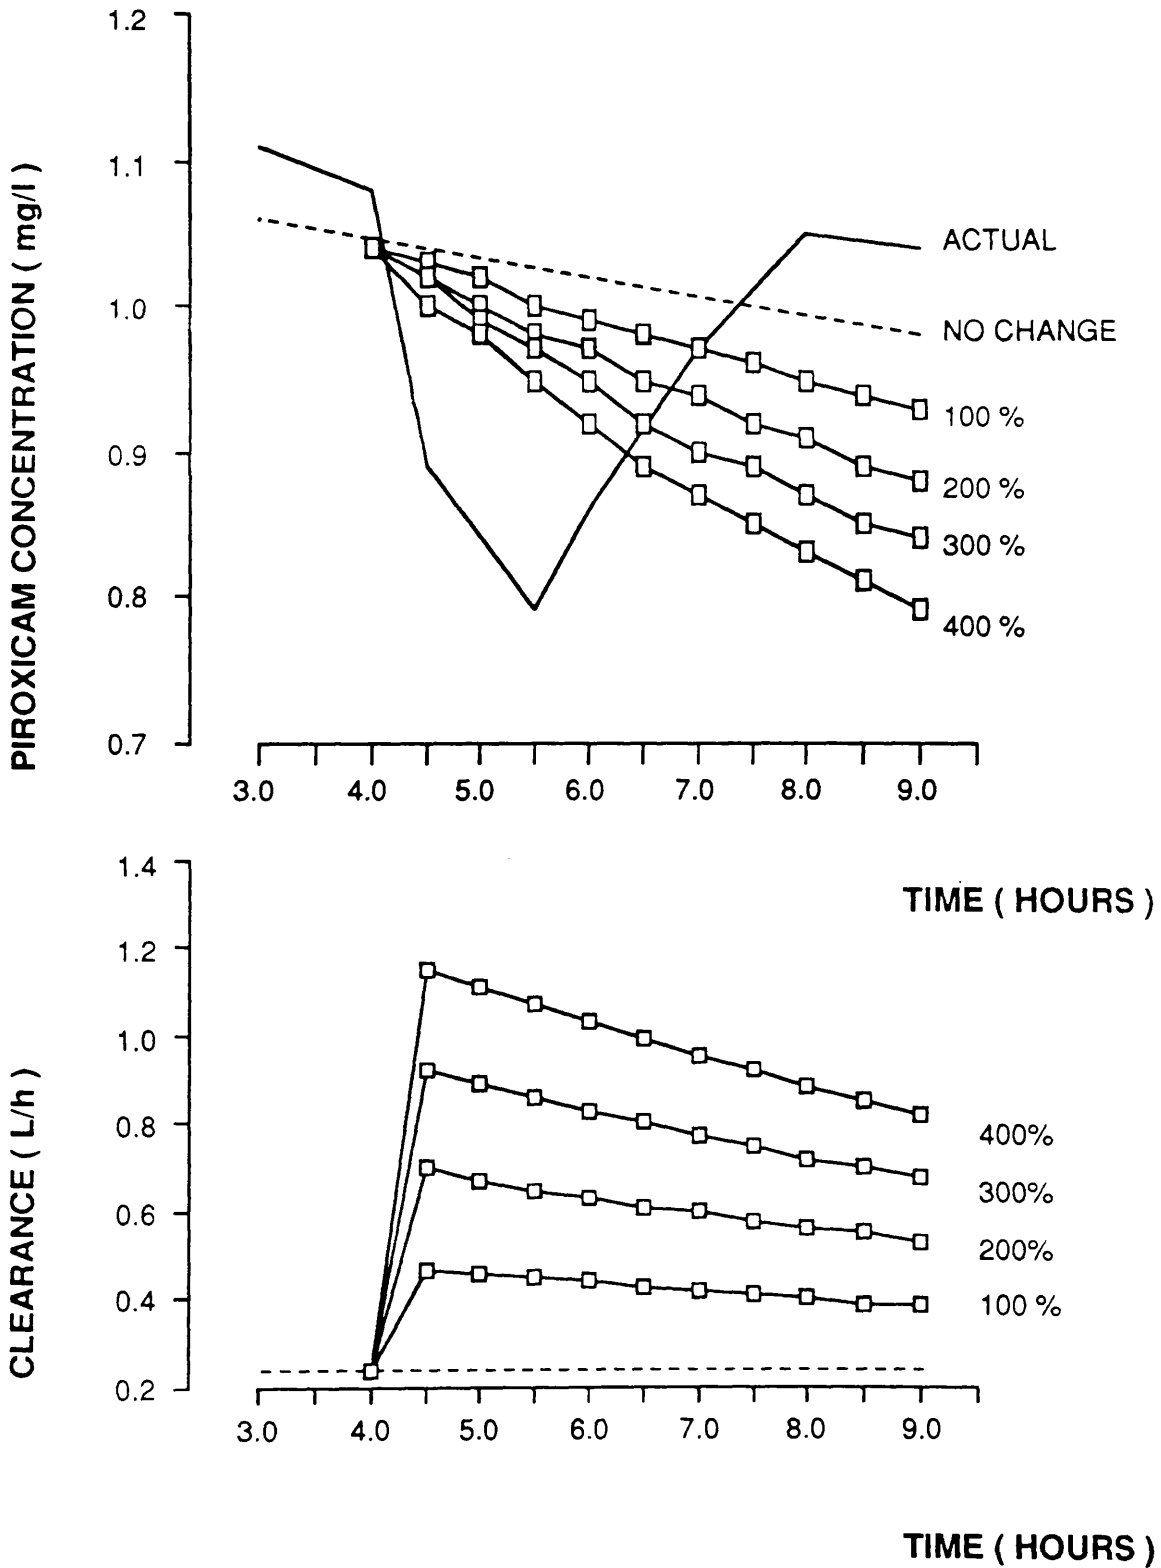 PIROXICAM CONCENTRATION ( mg/l )
1.2
1.1
1.0
0.9
0.8
0.7
ACTUAL
NO CHANGE
100 %
200 %
300 %
400 %
3.0 4.0 5.0 6.0 7.0 8.0 9.0
TIME ( HOURS )
CLEARANCE ( L/h )
1.4
1.2
1.0
0.8
0.6
0.4
0.2
400%
300%
200%
100 %
3.0 4.0 5.0 6.0 7.0 8.0 9.0
TIME ( HOURS )